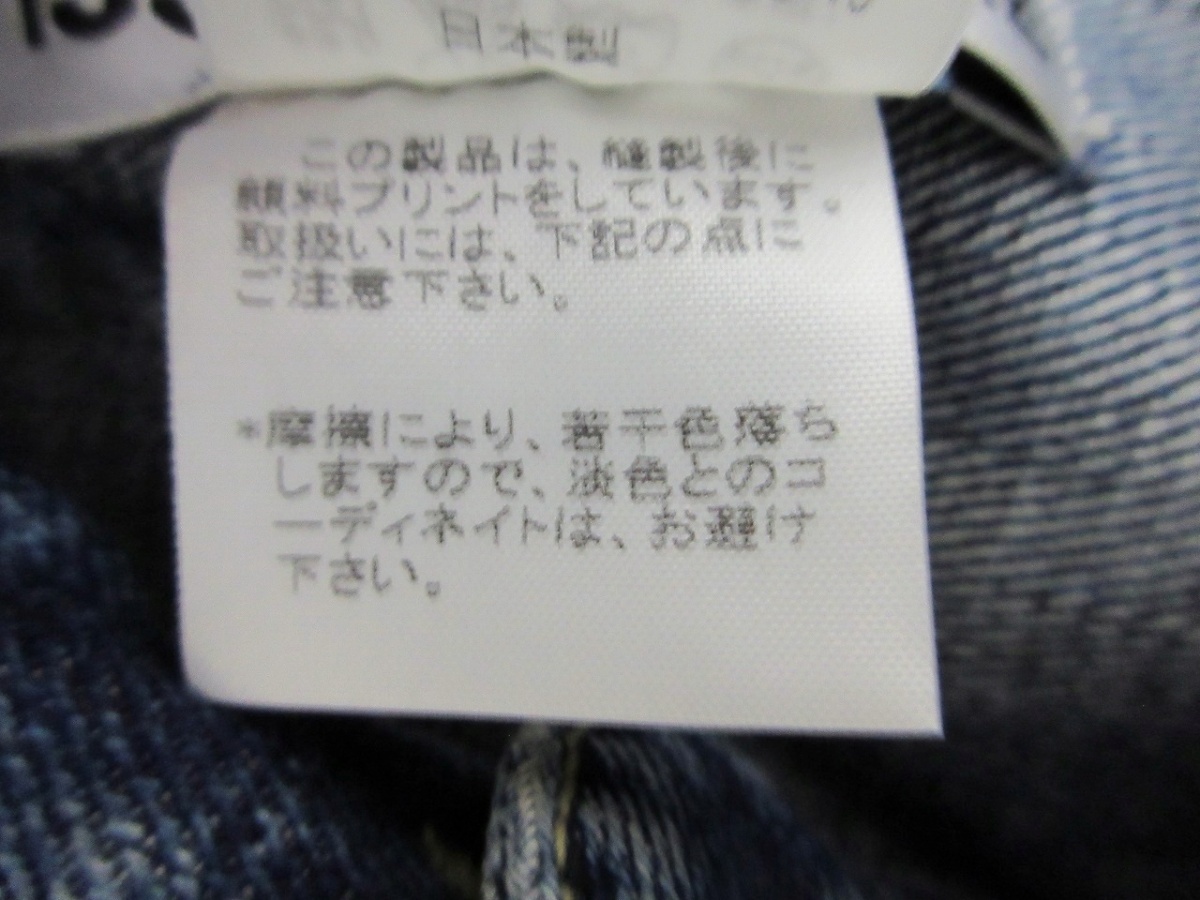 日本製
この製品は、縫製後に
顔料プリントをしています。
取扱いには、下記の点に
ご注意下さい。
*摩擦により、若干色落ち
しますので、淡色とのコ
ーディネイトは、お避け
下さい。